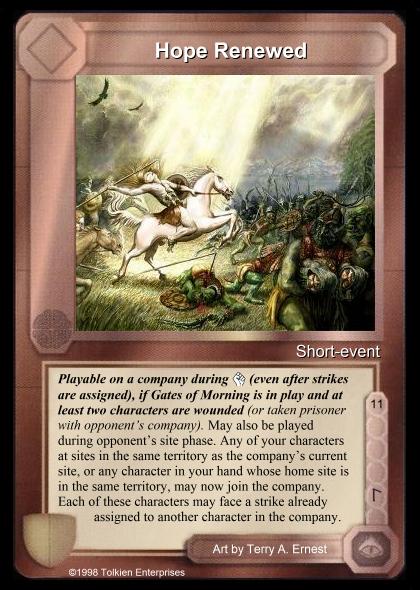 Hope Renewed
Short-event
Playable on a company during (even after strikes
are assigned), if Gates of Morning is in play and at
least two characters are wounded (or taken prisoner
with opponent's company). May also be played
during opponent's site phase. Any of your characters
at sites in the same territory as the company's current
site, or any character in your hand whose home site is
in the same territory, may now join the company.
Each of these characters may face a strike already
assigned to another character in the company.
11
Art by Terry A. Ernest
©1998 Tolkien Enterprises